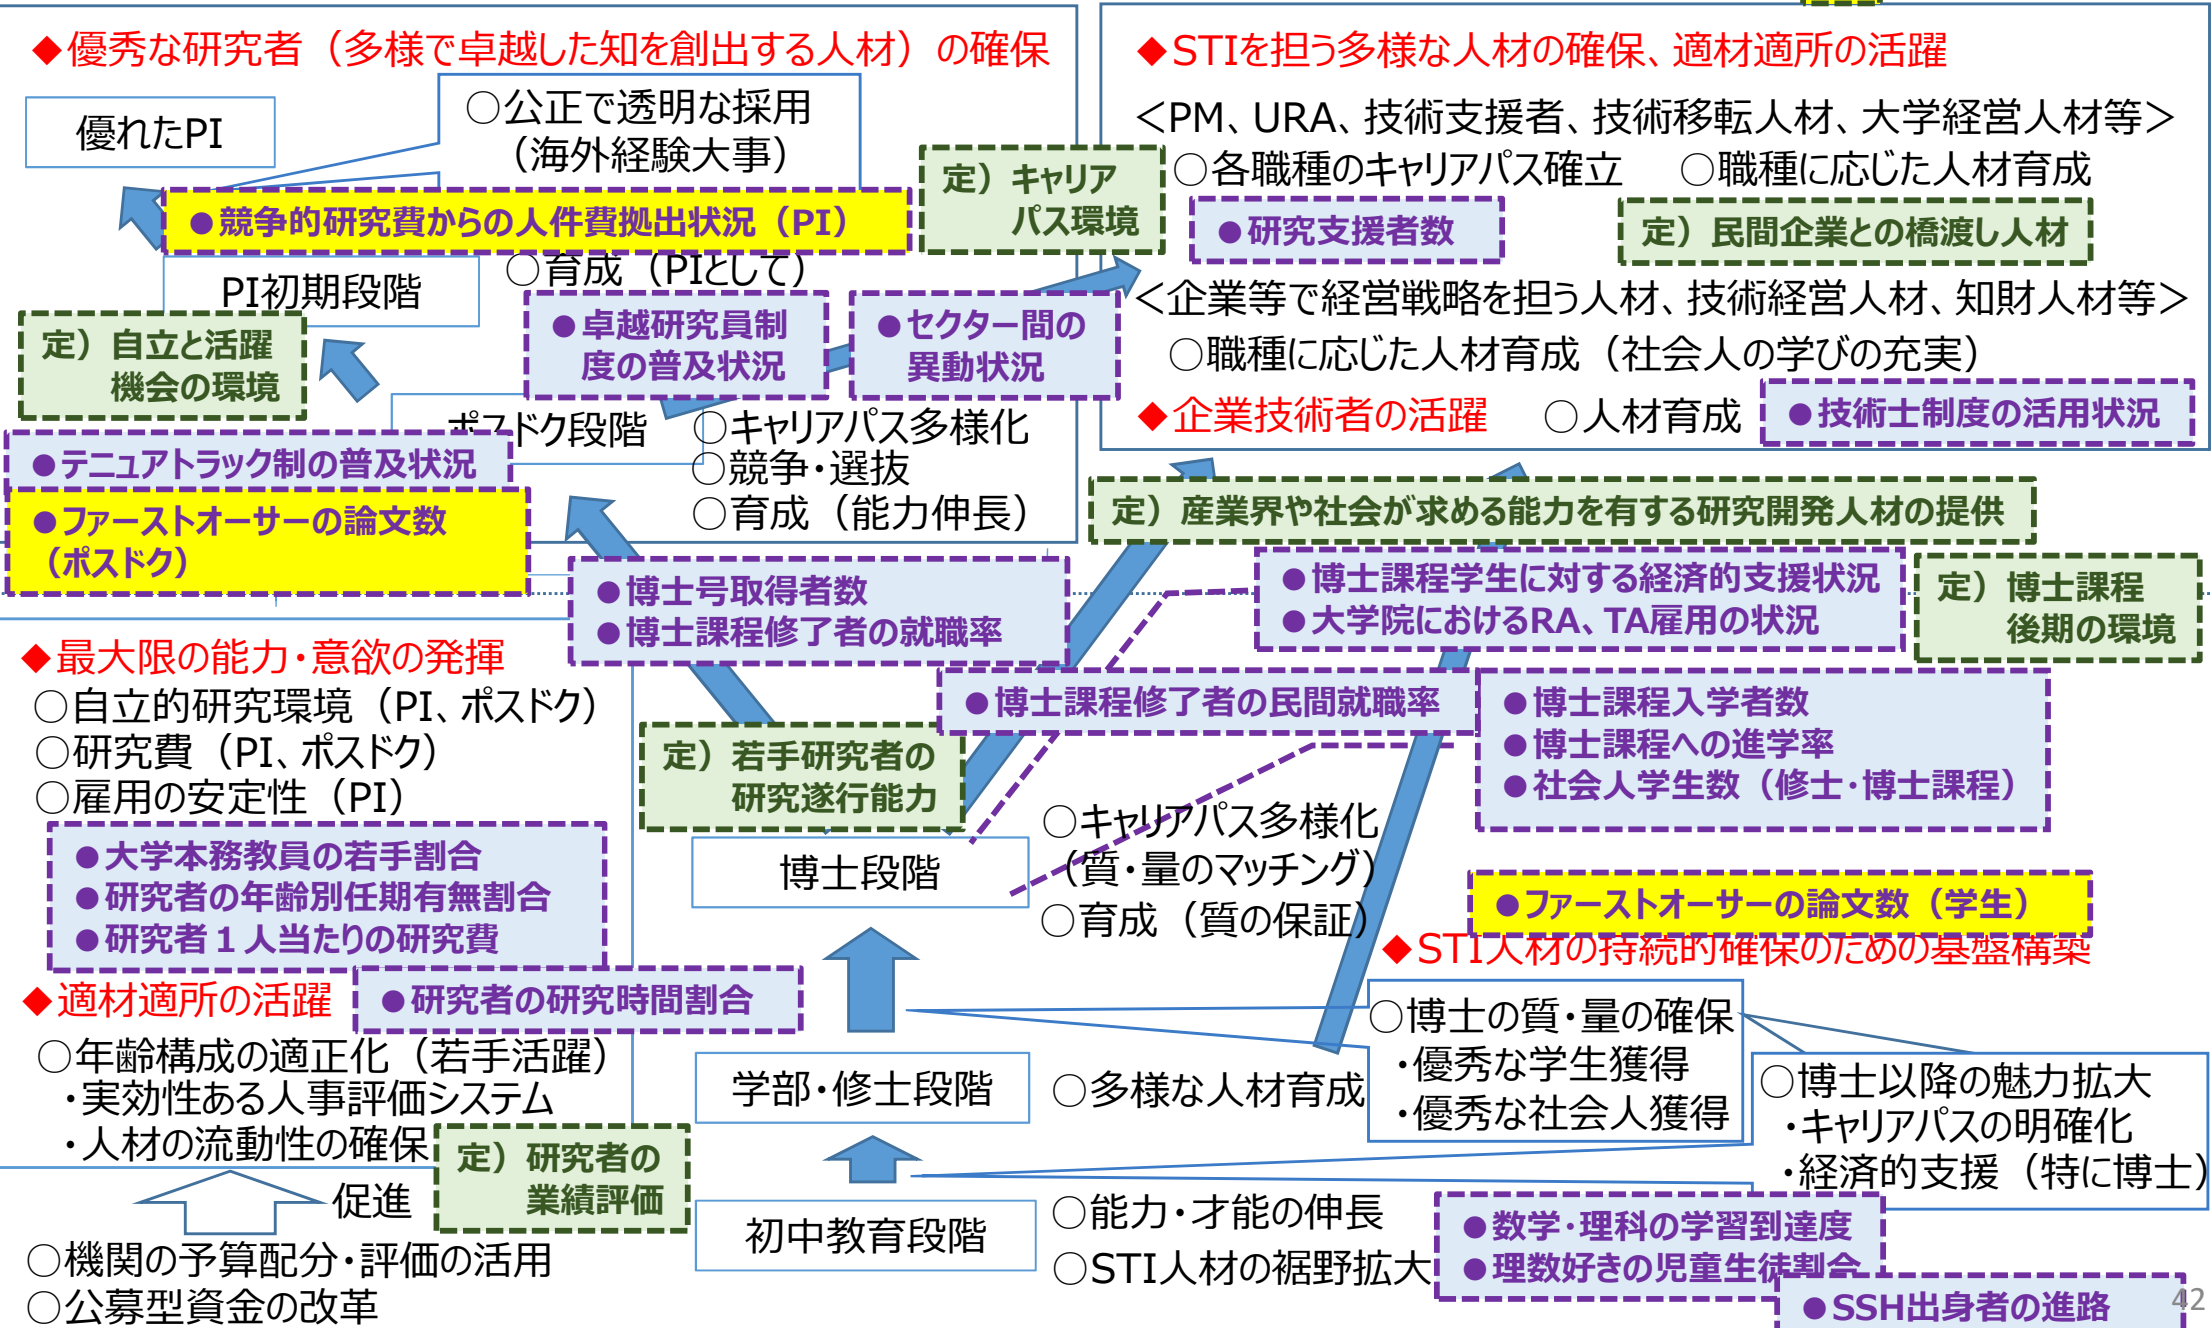 ◆優秀な研究者（多様で卓越した知を創出する人材）の確保
優れたPI
○公正で透明な採用
（海外経験大事）
●競争的研究費からの人件費拠出状況（PI）
定）キャリア
パス環境
○育成（PIとして）
PI初期段階
定）自立と活躍
機会の環境
●卓越研究員制
度の普及状況
●セクター間の
異動状況
ポスドク段階
○キャリアパス多様化
○競争・選抜
○育成（能力伸長）
●テニュアトラック制の普及状況
●ファーストオーサーの論文数
（ポスドク）
◆STIを担う多様な人材の確保、適材適所の活躍
＜PM、URA、技術支援者、技術移転人材、大学経営人材等＞
○各職種のキャリアパス確立
○職種に応じた人材育成
●研究支援者数
定）民間企業との橋渡し人材
＜企業等で経営戦略を担う人材、技術経営人材、知財人材等＞
○職種に応じた人材育成（社会人の学びの充実）
◆企業技術者の活躍
○人材育成
●技術士制度の活用状況
定）産業界や社会が求める能力を有する研究開発人材の提供
●博士号取得者数
●博士課程修了者の就職率
●博士課程学生に対する経済的支援状況
●大学院におけるRA、TA雇用の状況
定）博士課程
後期の環境
◆最大限の能力・意欲の発揮
○自立的研究環境（PI、ポスドク）
○研究費（PI、ポスドク）
○雇用の安定性（PI）
●大学本務教員の若手割合
●研究者の年齢別任期有無割合
●研究者１人当たりの研究費
◆適材適所の活躍
●研究者の研究時間割合
○年齢構成の適正化（若手活躍）
・実効性ある人事評価システム
・人材の流動性の確保
定）研究者の
業績評価
促進
○機関の予算配分・評価の活用
○公募型資金の改革
定）若手研究者の
研究遂行能力
●博士課程修了者の民間就職率
●博士課程入学者数
●博士課程への進学率
●社会人学生数（修士・博士課程）
博士段階
○キャリアパス多様化
（質・量のマッチング）
○育成（質の保証）
●ファーストオーサーの論文数（学生）
◆STI人材の持続的確保のための基盤構築
○博士の質・量の確保
・優秀な学生獲得
・優秀な社会人獲得
○博士以降の魅力拡大
・キャリアパスの明確化
・経済的支援（特に博士）
学部・修士段階
○多様な人材育成
初中教育段階
○能力・才能の伸長
○STI人材の裾野拡大
●数学・理科の学習到達度
●理数好きの児童生徒割合
●SSH出身者の進路
42